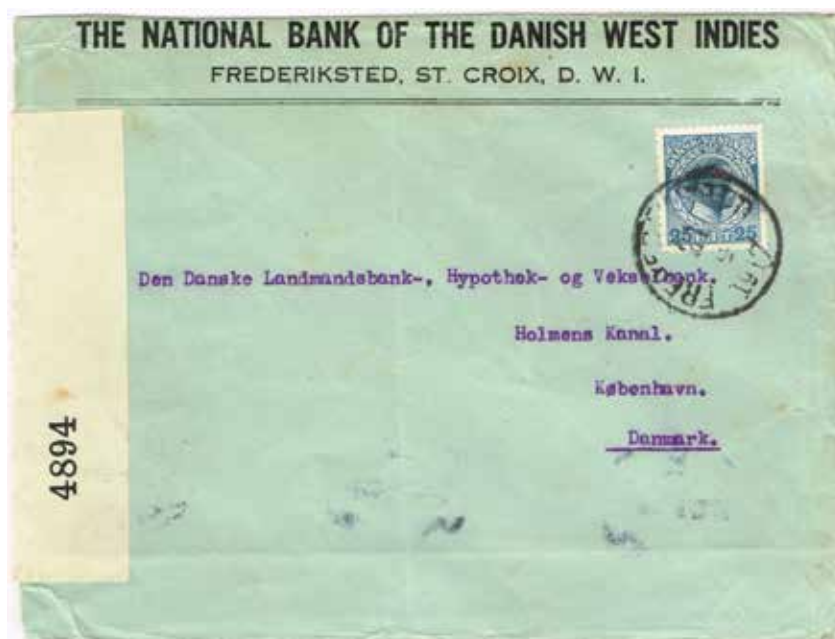 THE NATIONAL BANK OF THE DANISH WEST INDIES
FREDERIKSTED, ST. CROIX, D. W. I.
25 25
Den Danske Landmandsbank-, Hypothek- og Vekselbank.
Holmens Kanal.
København.
Danmark.
4894